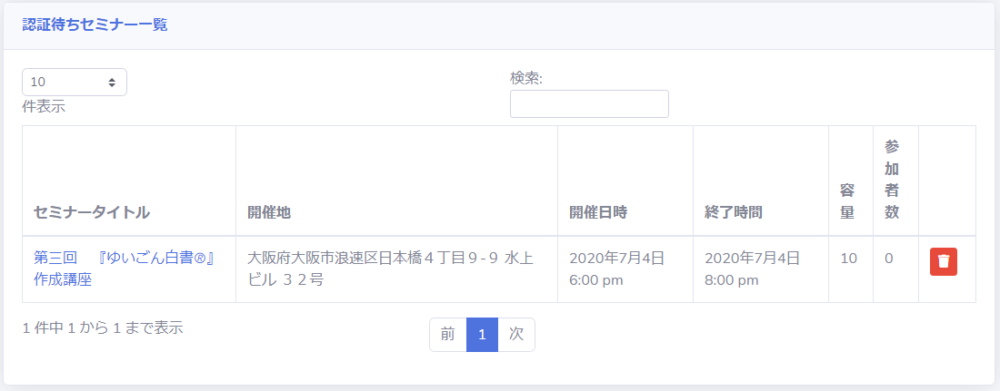 認証待ちセミナー一覧
10
件表示
検索:
セミナータイトル
開催地
開催日時
終了時間
容
量
参
加
者
数
第三回　『ゆいごん白書®』
作成講座
大阪府大阪市浪速区日本橋４丁目９-９ 水上
ビル ３２号
2020年7月4日
6:00 pm
2020年7月4日
8:00 pm
10
0
1 件中 1 から 1 まで表示
前
1
次